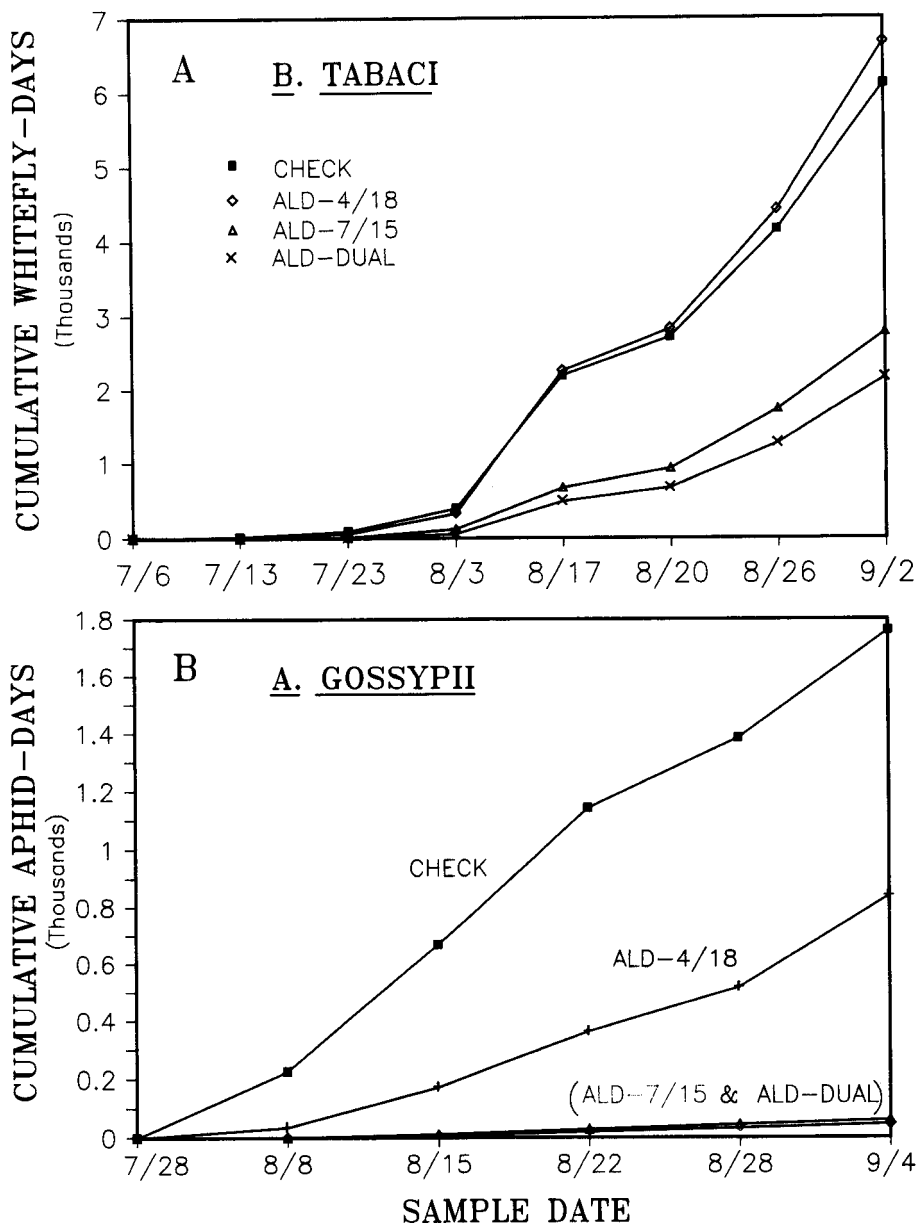 A
B. TABACI
CHECK
ALD-4/18
ALD-7/15
ALD-DUAL
CUMULATIVE WHITEFLY-DAYS
(Thousands)
7
6
5
4
3
2
1
0
7/6 7/13 7/23 8/3 8/17 8/20 8/26 9/2
B
A. GOSSYPII
CUMULATIVE APHID-DAYS
(Thousands)
1.8
1.6
1.4
1.2
1
0.8
0.6
0.4
0.2
0
CHECK
ALD-4/18
(ALD-7/15 & ALD-DUAL)
7/28 8/8 8/15 8/22 8/28 9/4
SAMPLE DATE